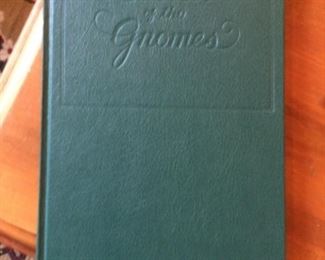 of the
Gnomes